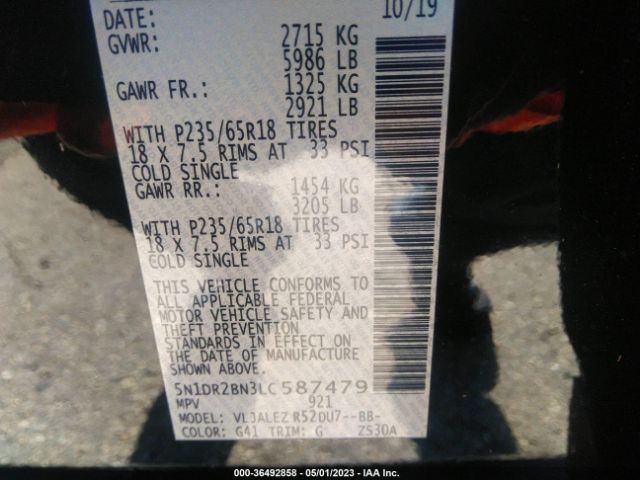 DATE: 10/19
GVWR: 2715 KG
5986 LB
GAWR FR.: 1325 KG
2921 LB
WITH P235/65R18 TIRES
18 X 7.5 RIMS AT 33 PSI
COLD SINGLE
GAWR RR.: 1454 KG
3205 LB
WITH P235/65R18 TIRES
18 X 7.5 RIMS AT 33 PSI
COLD SINGLE
THIS VEHICLE CONFORMS TO
ALL APPLICABLE FEDERAL
MOTOR VEHICLE SAFETY AND
THEFT PREVENTION
STANDARDS IN EFFECT ON
THE DATE OF MANUFACTURE
SHOWN ABOVE.
5N1DR2BN3LC587479
MPV 921
MODEL: VLJALEZ R52DU7--BB-
COLOR: G41 TRIM: G ZS30A
000-36492858 - 05/01/2023 - IAA Inc.